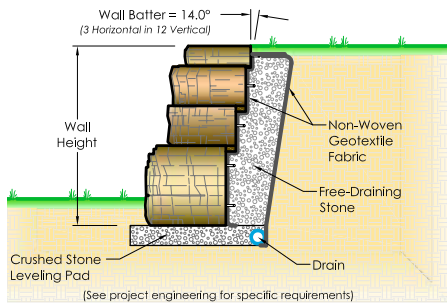 Wall Batter = 14.0°
(3 Horizontal in 12 Vertical)
Wall
Height
Non-Woven
Geotextile
Fabric
Free-Draining
Stone
Crushed Stone
Leveling Pad
Drain
(See project engineering for specific requirements)